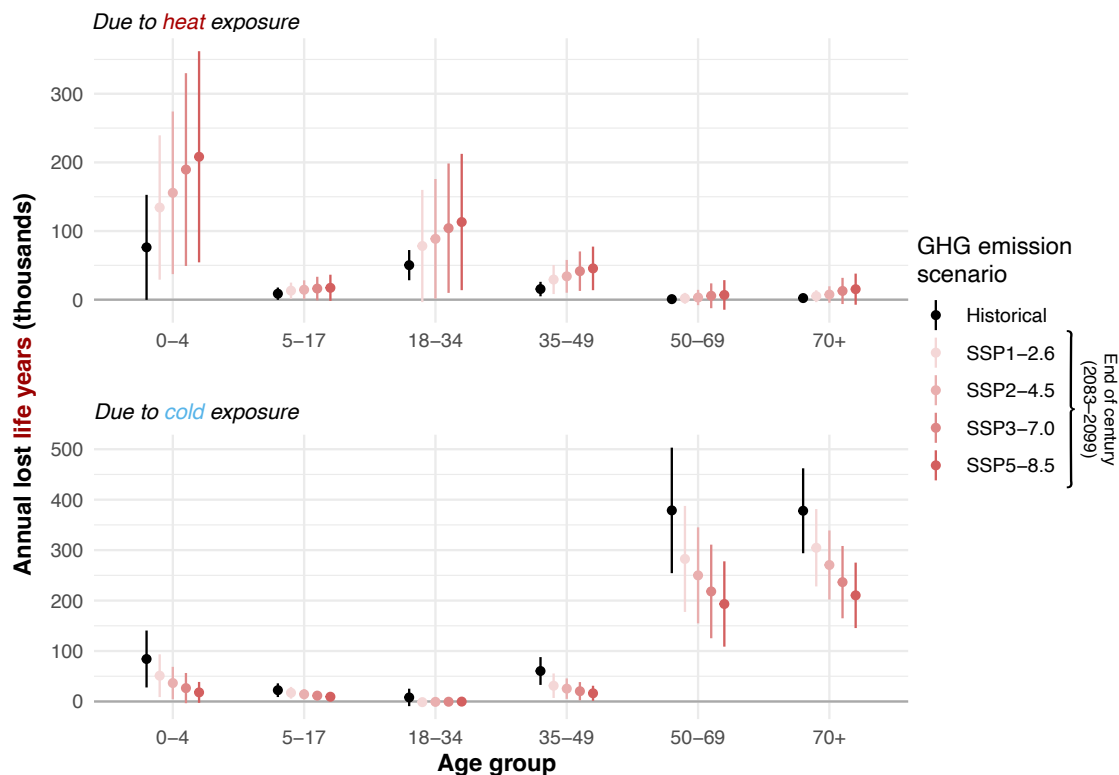 Due to heat exposure
300
200
100
0
0–4
5–17
18–34
35–49
50–69
70+
Due to cold exposure
500
400
300
200
100
0
0–4
5–17
18–34
35–49
50–69
70+
Age group
Annual lost life years (thousands)
GHG emission
scenario
Historical
SSP1–2.6
SSP2–4.5
SSP3–7.0
SSP5–8.5
End of century
(2083–2099)